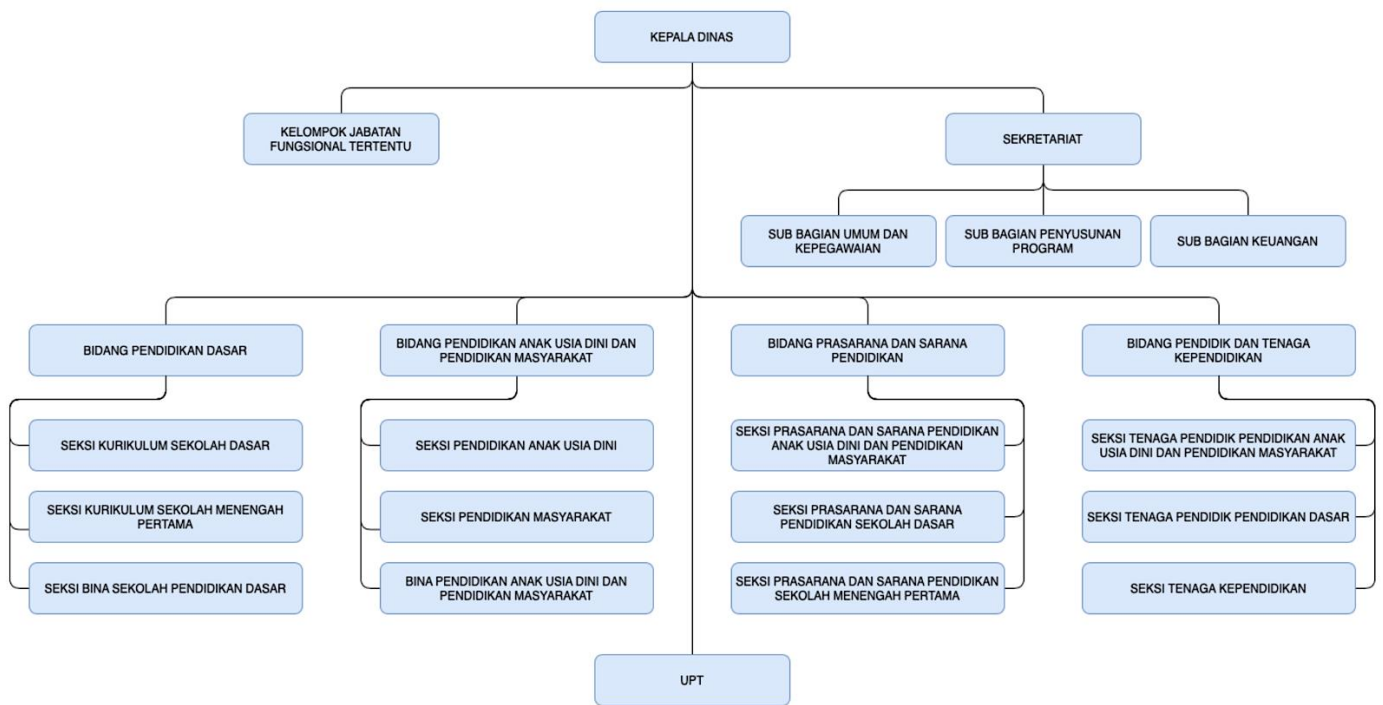 KEPALA DINAS
KELOMPOK JABATAN
FUNGSIONAL TERTENTU
SEKRETARIAT
SUB BAGIAN UMUM DAN
KEPEGAWAIAN
SUB BAGIAN PENYUSUNAN
PROGRAM
SUB BAGIAN KEUANGAN
BIDANG PENDIDIKAN DASAR
BIDANG PENDIDIKAN ANAK USIA DINI DAN
PENDIDIKAN MASYARAKAT
BIDANG PRASARANA DAN SARANA
PENDIDIKAN
BIDANG PENDIDIK DAN TENAGA
KEPENDIDIKAN
SEKSI KURIKULUM SEKOLAH DASAR
SEKSI PENDIDIKAN ANAK USIA DINI
SEKSI PRASARANA DAN SARANA PENDIDIKAN
ANAK USIA DINI DAN PENDIDIKAN
MASYARAKAT
SEKSI TENAGA PENDIDIK PENDIDIKAN ANAK
USIA DINI DAN PENDIDIKAN MASYARAKAT
SEKSI KURIKULUM SEKOLAH MENENGAH
PERTAMA
SEKSI PENDIDIKAN MASYARAKAT
SEKSI PRASARANA DAN SARANA
PENDIDIKAN SEKOLAH DASAR
SEKSI TENAGA PENDIDIK PENDIDIKAN DASAR
SEKSI BINA SEKOLAH PENDIDIKAN DASAR
BINA PENDIDIKAN ANAK USIA DINI DAN
PENDIDIKAN MASYARAKAT
SEKSI PRASARANA DAN SARANA PENDIDIKAN
SEKOLAH MENENGAH PERTAMA
SEKSI TENAGA KEPENDIDIKAN
UPT